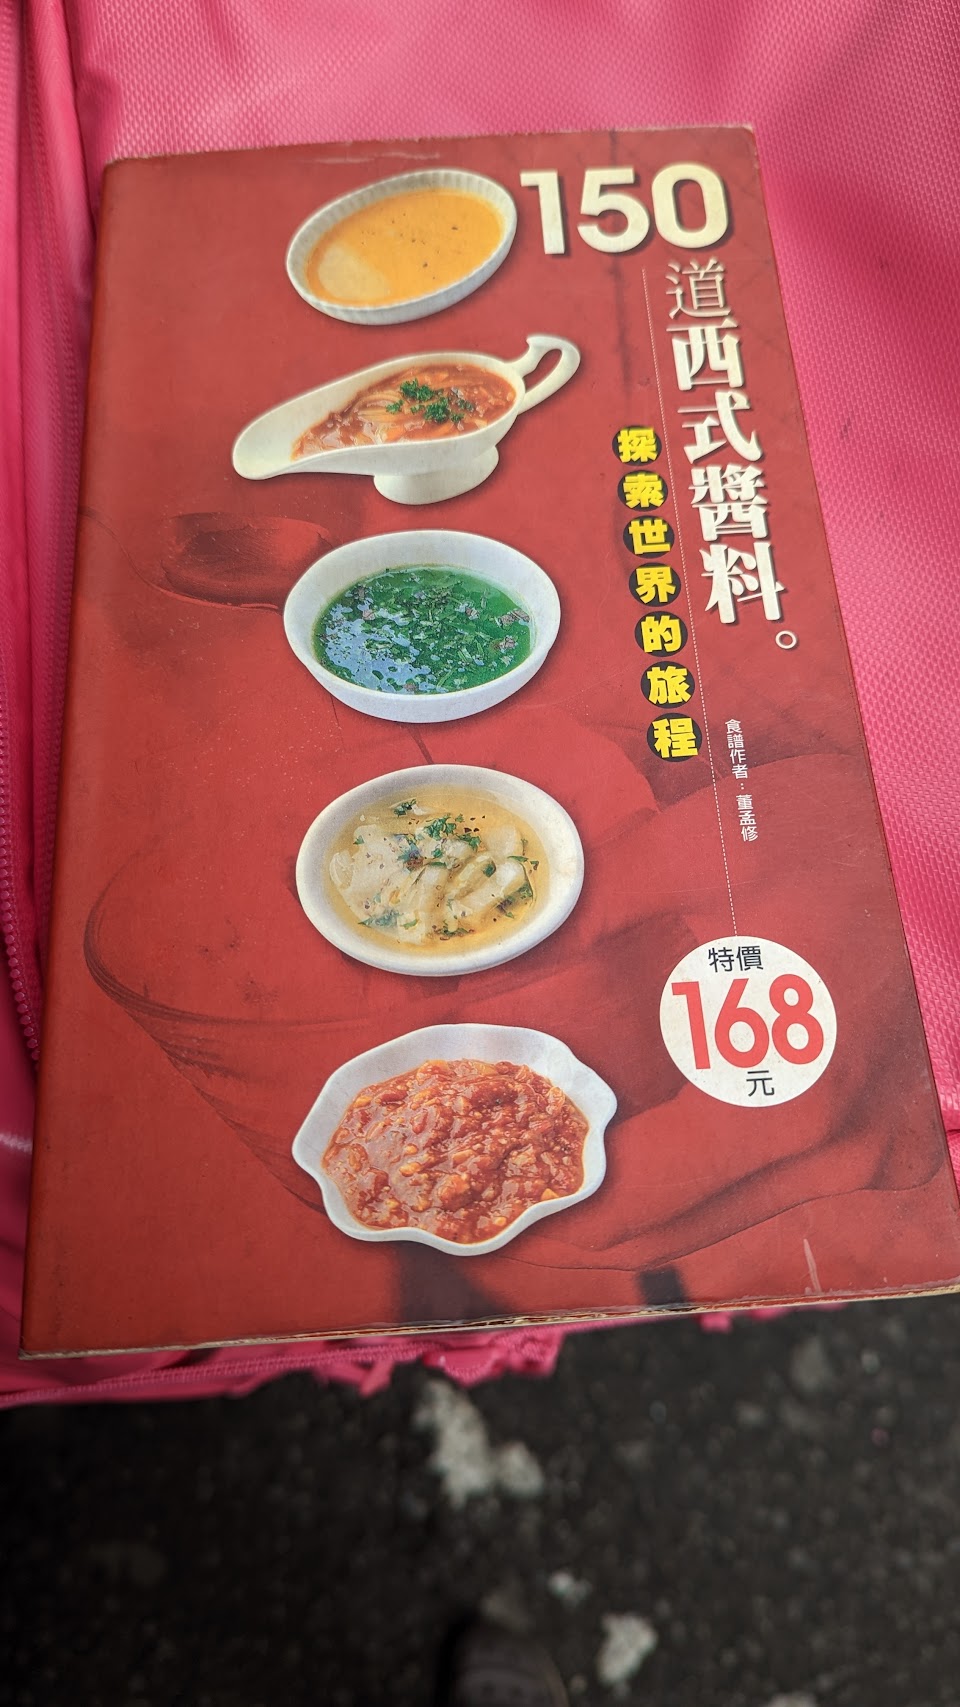 150
道西式醬料。
探索世界的旅程
食譜作者：董孟修
特價
168
元